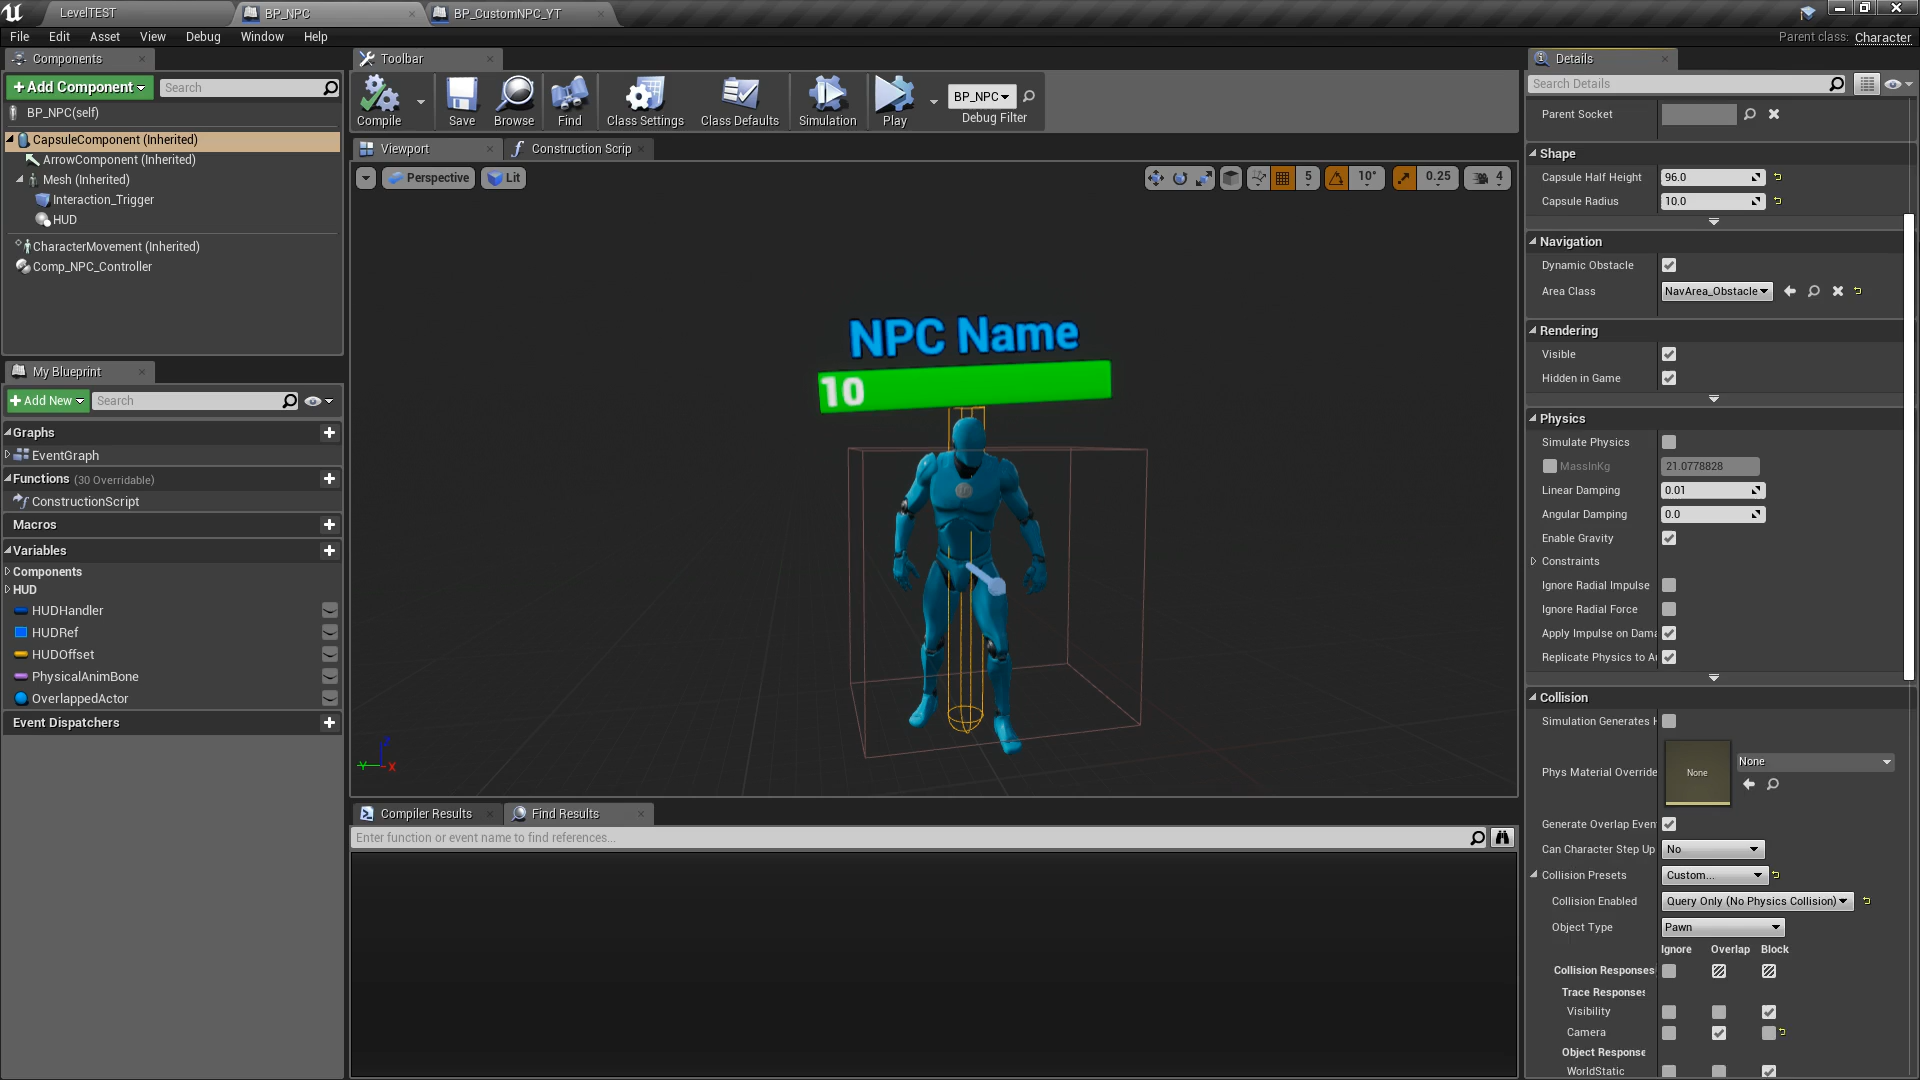 LevelTEST
BP_NPC
BP_CustomNPC_YT
File Edit Asset View Debug Window Help
Parent class: Character
Components
Add Component
Search
BP_NPC(self)
CapsuleComponent (Inherited)
ArrowComponent (Inherited)
Mesh (Inherited)
Interaction_Trigger
HUD
CharacterMovement (Inherited)
Comp_NPC_Controller
My Blueprint
Add New
Search
Graphs
EventGraph
Functions (30 Overridable)
ConstructionScript
Macros
Variables
Components
HUD
HUDHandler
HUDRef
HUDOffset
PhysicalAnimBone
OverlappedActor
Event Dispatchers
Toolbar
Compile
Save
Browse
Find
Class Settings
Class Defaults
Simulation
Play
BP_NPC
Debug Filter
Viewport
Construction Scrip
Perspective
Lit
5
10°
0.25
4
NPC Name
10
Z
Y
X
Compiler Results
Find Results
Enter function or event name to find references...
Details
Search Details
Parent Socket
Shape
Capsule Half Height 96.0
Capsule Radius 10.0
Navigation
Dynamic Obstacle
Area Class NavArea_Obstacle
Rendering
Visible
Hidden in Game
Physics
Simulate Physics
MassInKg 21.0778828
Linear Damping 0.01
Angular Damping 0.0
Enable Gravity
Constraints
Ignore Radial Impulse
Ignore Radial Force
Apply Impulse on Dama
Replicate Physics to Au
Collision
Simulation Generates H
Phys Material Override None None
Generate Overlap Even
Can Character Step Up No
Collision Presets Custom...
Collision Enabled Query Only (No Physics Collision)
Object Type Pawn
Ignore Overlap Block
Collision Responses
Trace Responses
Visibility
Camera
Object Response
WorldStatic